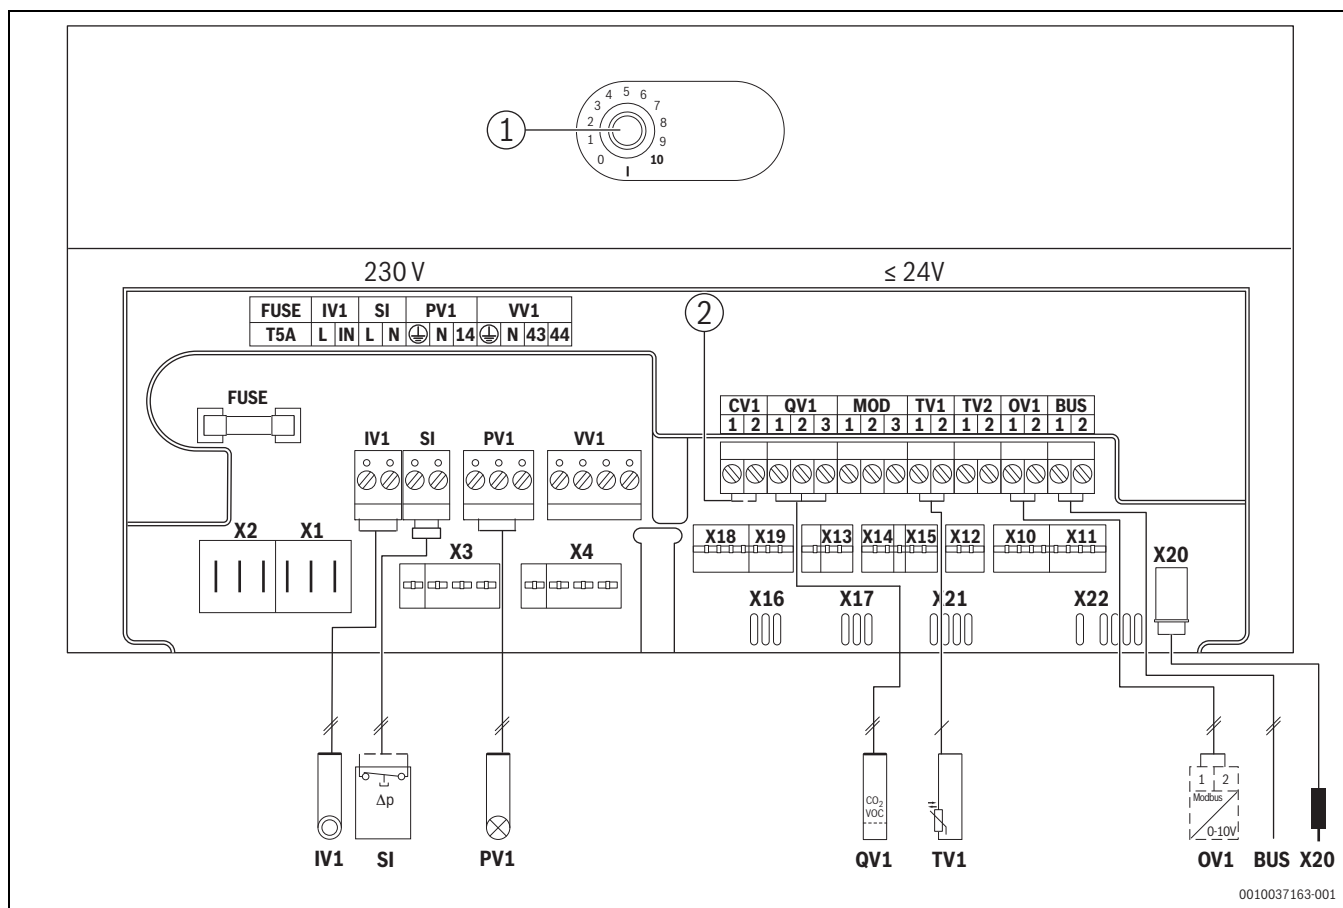 4 5 6
3 7
2 8
1 9
0 10
I
1
230 V ≤ 24V
FUSE IV1 SI PV1 VV1
T5A L IN L N N 14 N 43 44
2
FUSE
CV1 QV1 MOD TV1 TV2 OV1 BUS
1 2 1 2 3 1 2 3 1 2 1 2 1 2 1 2
IV1 SI PV1 VV1
X2 X1 X3 X4
X18 X19 X13 X14 X15 X12 X10 X11
X20
X16 X17 X21 X22
Δp
CO2
VOC
1 2
Modbus
0-10V
IV1 SI PV1 QV1 TV1 OV1 BUS X20
0010037163-001